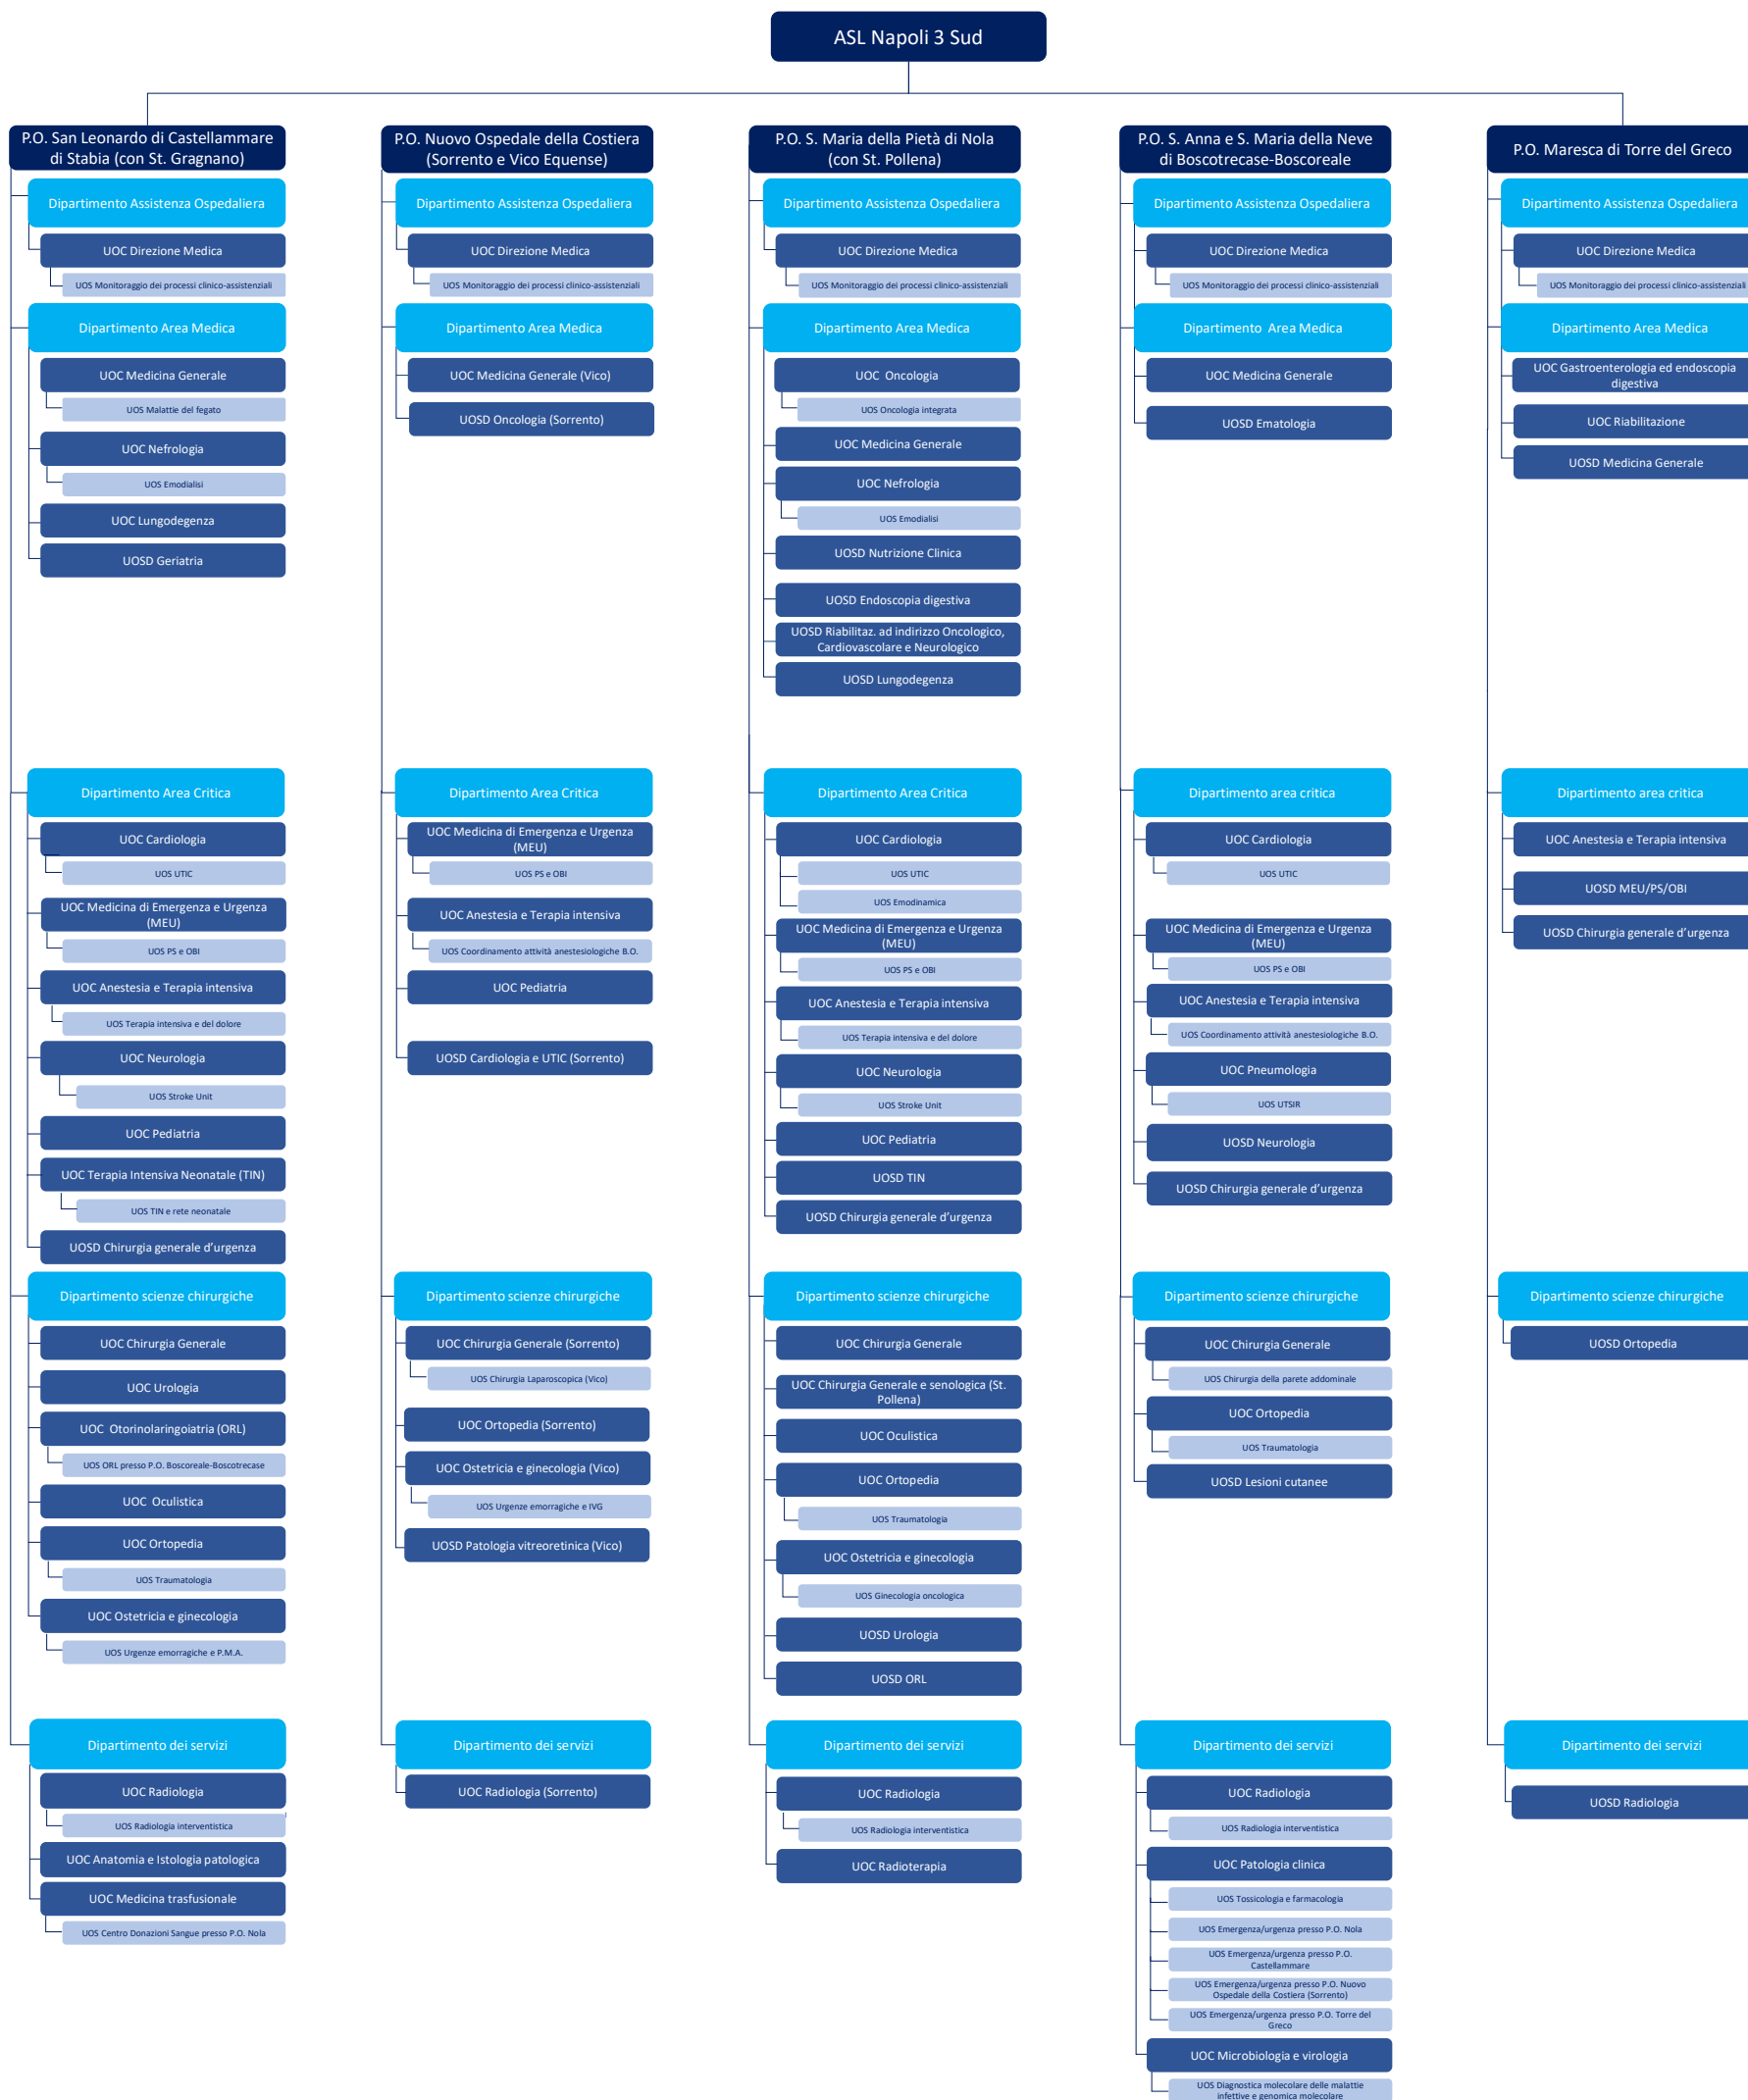 ASL Napoli 3 Sud
P.O. San Leonardo di Castellammare
di Stabia (con St. Gragnano)
Dipartimento Assistenza Ospedaliera
UOC Direzione Medica
UOS Monitoraggio dei processi clinico-assistenziali
Dipartimento Area Medica
UOC Medicina Generale
UOS Malattie del fegato
UOC Nefrologia
UOS Emodialisi
UOC Lungodegenza
UOSD Geriatria
Dipartimento Area Critica
UOC Cardiologia
UOS UTIC
UOC Medicina di Emergenza e Urgenza
(MEU)
UOS PS e OBI
UOC Anestesia e Terapia intensiva
UOS Terapia intensiva e del dolore
UOC Neurologia
UOS Stroke Unit
UOC Pediatria
UOC Terapia Intensiva Neonatale (TIN)
UOS TIN e rete neonatale
UOSD Chirurgia generale d’urgenza
Dipartimento scienze chirurgiche
UOC Chirurgia Generale
UOC Urologia
UOC Otorinolaringoiatria (ORL)
UOS ORL presso P.O. Boscoreale-Boscotrecase
UOC Oculistica
UOC Ortopedia
UOS Traumatologia
UOC Ostetricia e ginecologia
UOS Urgenze emorragiche e P.M.A.
Dipartimento dei servizi
UOC Radiologia
UOS Radiologia interventistica
UOC Anatomia e Istologia patologica
UOC Medicina trasfusionale
UOS Centro Donazioni Sangue presso P.O. Nola
P.O. Nuovo Ospedale della Costiera
(Sorrento e Vico Equense)
Dipartimento Assistenza Ospedaliera
UOC Direzione Medica
UOS Monitoraggio dei processi clinico-assistenziali
Dipartimento Area Medica
UOC Medicina Generale (Vico)
UOSD Oncologia (Sorrento)
Dipartimento Area Critica
UOC Medicina di Emergenza e Urgenza
(MEU)
UOS PS e OBI
UOC Anestesia e Terapia intensiva
UOS Coordinamento attività anestesiologiche B.O.
UOC Pediatria
UOSD Cardiologia e UTIC (Sorrento)
Dipartimento scienze chirurgiche
UOC Chirurgia Generale (Sorrento)
UOS Chirurgia Laparoscopica (Vico)
UOC Ortopedia (Sorrento)
UOC Ostetricia e ginecologia (Vico)
UOS Urgenze emorragiche e IVG
UOSD Patologia vitreoretinica (Vico)
Dipartimento dei servizi
UOC Radiologia (Sorrento)
P.O. S. Maria della Pietà di Nola
(con St. Pollena)
Dipartimento Assistenza Ospedaliera
UOC Direzione Medica
UOS Monitoraggio dei processi clinico-assistenziali
Dipartimento Area Medica
UOC Oncologia
UOS Oncologia integrata
UOC Medicina Generale
UOC Nefrologia
UOS Emodialisi
UOSD Nutrizione Clinica
UOSD Endoscopia digestiva
UOSD Riabilitaz. ad indirizzo Oncologico,
Cardiovascolare e Neurologico
UOSD Lungodegenza
Dipartimento Area Critica
UOC Cardiologia
UOS UTIC
UOS Emodinamica
UOC Medicina di Emergenza e Urgenza
(MEU)
UOS PS e OBI
UOC Anestesia e Terapia intensiva
UOS Terapia intensiva e del dolore
UOC Neurologia
UOS Stroke Unit
UOC Pediatria
UOSD TIN
UOSD Chirurgia generale d’urgenza
Dipartimento scienze chirurgiche
UOC Chirurgia Generale
UOC Chirurgia Generale e senologica (St.
Pollena)
UOC Oculistica
UOC Ortopedia
UOS Traumatologia
UOC Ostetricia e ginecologia
UOS Ginecologia oncologica
UOSD Urologia
UOSD ORL
Dipartimento dei servizi
UOC Radiologia
UOS Radiologia interventistica
UOC Radioterapia
P.O. S. Anna e S. Maria della Neve
di Boscotrecase-Boscoreale
Dipartimento Assistenza Ospedaliera
UOC Direzione Medica
UOS Monitoraggio dei processi clinico-assistenziali
Dipartimento Area Medica
UOC Medicina Generale
UOSD Ematologia
Dipartimento area critica
UOC Cardiologia
UOS UTIC
UOC Medicina di Emergenza e Urgenza
(MEU)
UOS PS e OBI
UOC Anestesia e Terapia intensiva
UOS Coordinamento attività anestesiologiche B.O.
UOC Pneumologia
UOS UTSIR
UOSD Neurologia
UOSD Chirurgia generale d’urgenza
Dipartimento scienze chirurgiche
UOC Chirurgia Generale
UOS Chirurgia della parete addominale
UOC Ortopedia
UOS Traumatologia
UOSD Lesioni cutanee
Dipartimento dei servizi
UOC Radiologia
UOS Radiologia interventistica
UOC Patologia clinica
UOS Tossicologia e farmacologia
UOS Emergenza/urgenza presso P.O. Nola
UOS Emergenza/urgenza presso P.O.
Castellammare
UOS Emergenza/urgenza presso P.O. Nuovo
Ospedale della Costiera (Sorrento)
UOS Emergenza/urgenza presso P.O. Torre del
Greco
UOC Microbiologia e virologia
UOS Diagnostica molecolare delle malattie
infettive e genomica molecolare
P.O. Maresca di Torre del Greco
Dipartimento Assistenza Ospedaliera
UOC Direzione Medica
UOS Monitoraggio dei processi clinico-assistenziali
Dipartimento Area Medica
UOC Gastroenterologia ed endoscopia
digestiva
UOC Riabilitazione
UOSD Medicina Generale
Dipartimento area critica
UOC Anestesia e Terapia intensiva
UOSD MEU/PS/OBI
UOSD Chirurgia generale d’urgenza
Dipartimento scienze chirurgiche
UOSD Ortopedia
Dipartimento dei servizi
UOSD Radiologia